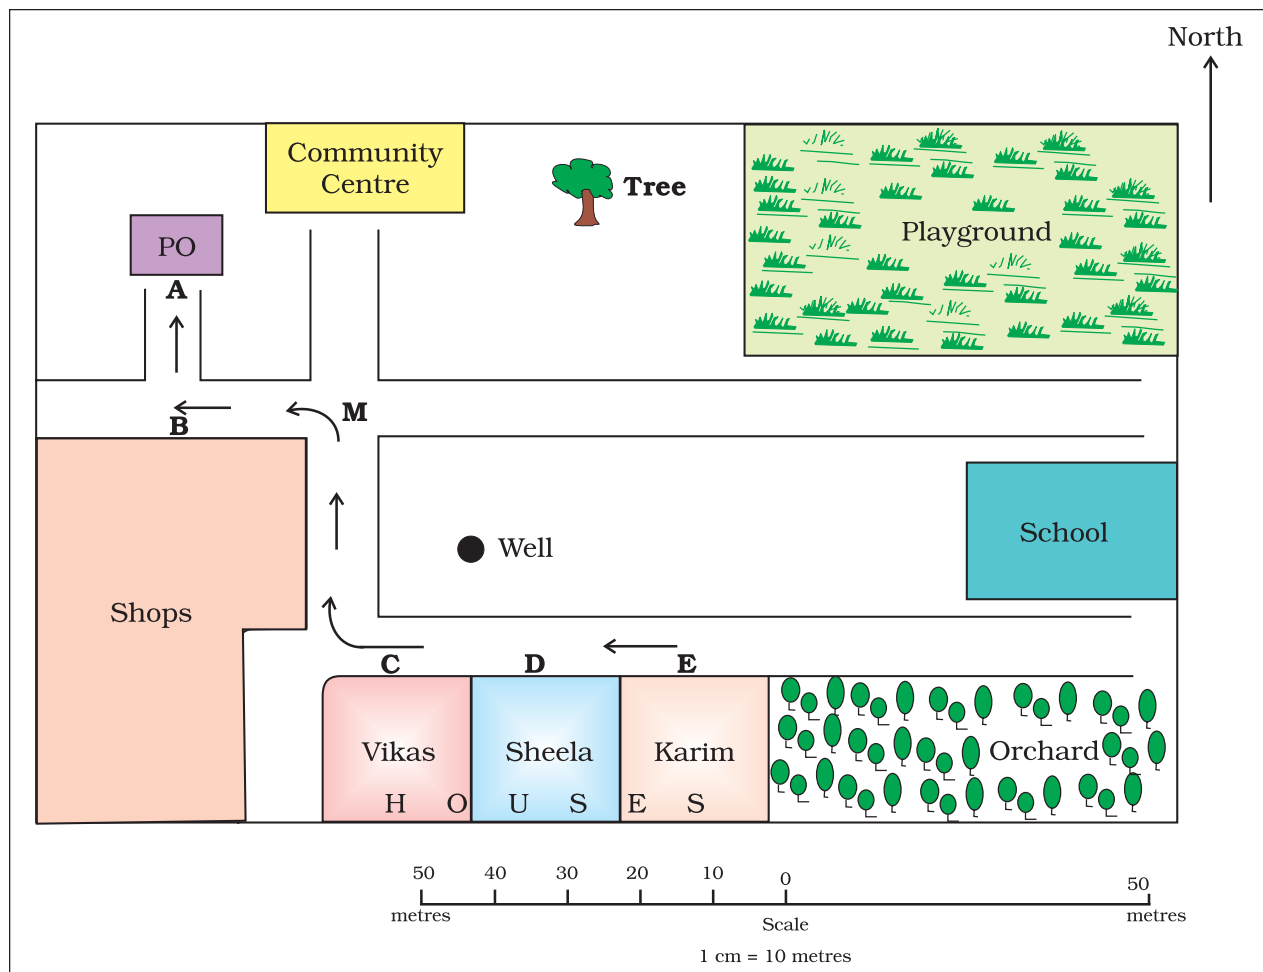 North
Community
Centre
Tree
PO
Playground
A
M
B
School
Well
Shops
C D E
Vikas Sheela Karim Orchard
H O U S E S
50 40 30 20 10 0 50
metres metres
Scale
1 cm = 10 metres